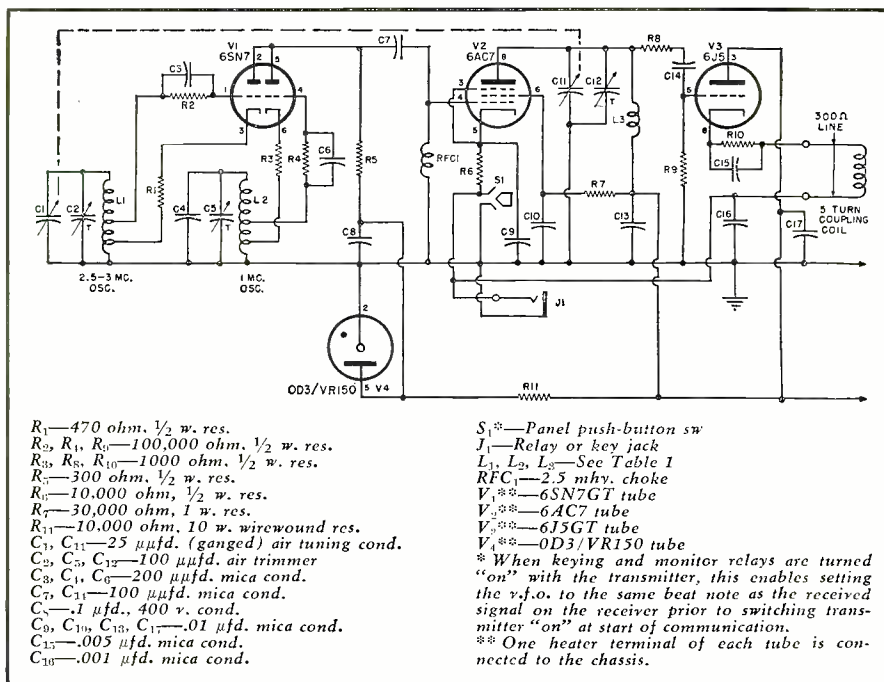 V1
6SN7
C7
V2
6AC7
R8
V3
6J5
C3
R2
1
2
5
4
3
6
8
3
4
6
5
C11
C12
T
C14
3
5
8
L3
R10
300Ω
LINE
C15
R1
R3
R4
C6
R5
RFC1
R6
S1
R7
R9
C1
C2
T
L1
C4
C5
T
L2
C8
C9
C10
C13
C16
C17
5 TURN
COUPLING
COIL
2.5-3 MC.
OSC.
1 MC.
OSC.
J1
2
OD3/VR150
5
V4
R11
R₁—470 ohm, ½ w. res.
R₂, R₄, R₉—100,000 ohm, ½ w. res.
R₃, R₈, R₁₀—1000 ohm, ½ w. res.
R₅—300 ohm, ½ w. res.
R₆—10,000 ohm, ½ w. res.
R₇—30,000 ohm, 1 w. res.
R₁₁—10,000 ohm, 10 w. wirewound res.
C₁, C₁₁—25 μμfd. (ganged) air tuning cond.
C₂, C₅, C₁₂—100 μμfd. air trimmer
C₃, C₄, C₆—200 μμfd. mica cond.
C₇, C₁₄—100 μμfd. mica cond.
C₈—.1 μfd., 400 v. cond.
C₉, C₁₀, C₁₃, C₁₇—.01 μfd. mica cond.
C₁₅—.005 μfd. mica cond.
C₁₆—.001 μfd. mica cond.
S₁*—Panel push-button sw
J₁—Relay or key jack
L₁, L₂, L₃—See Table 1
RFC₁—2.5 mhy. choke
V₁**—6SN7GT tube
V₂**—6AC7 tube
V₃**—6J5GT tube
V₄**—0D3/VR150 tube
* When keying and monitor relays are turned
"on" with the transmitter, this enables setting
the v.f.o. to the same beat note as the received
signal on the receiver prior to switching trans-
mitter "on" at start of communication.
** One heater terminal of each tube is con-
nected to the chassis.